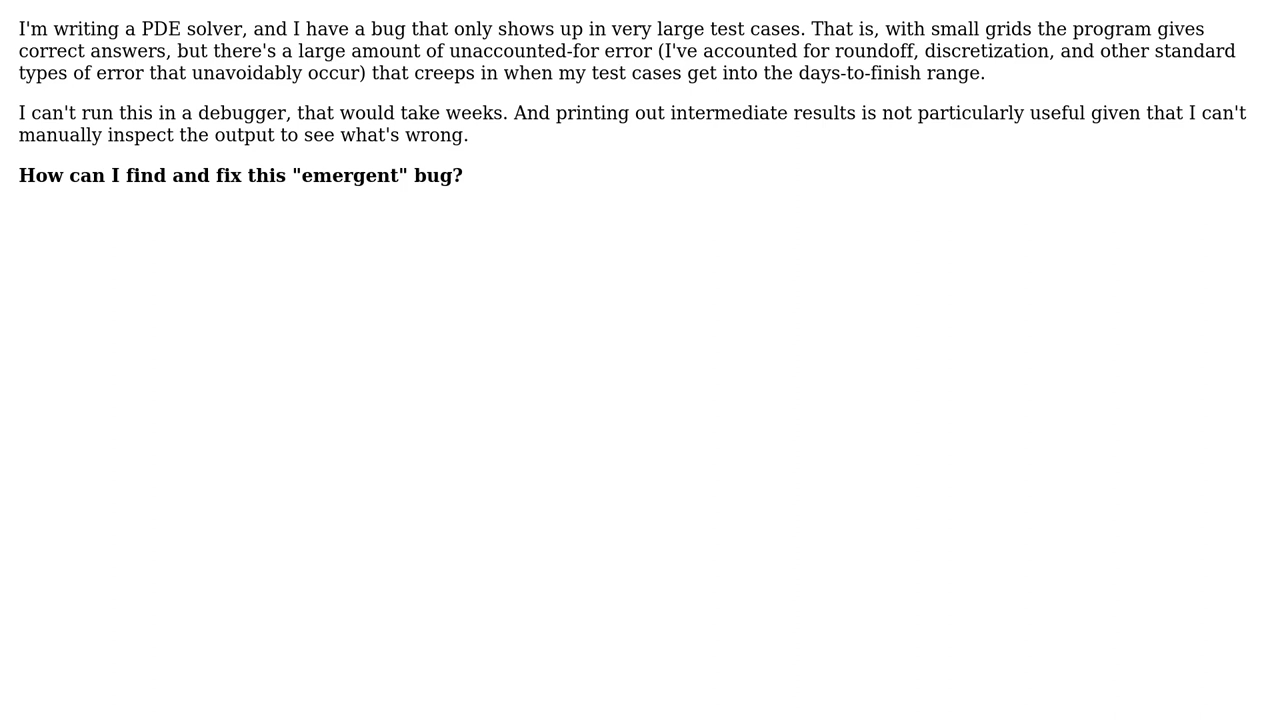 I'm writing a PDE solver, and I have a bug that only shows up in very large test cases. That is, with small grids the program gives
correct answers, but there's a large amount of unaccounted-for error (I've accounted for roundoff, discretization, and other standard
types of error that unavoidably occur) that creeps in when my test cases get into the days-to-finish range.
I can't run this in a debugger, that would take weeks. And printing out intermediate results is not particularly useful given that I can't
manually inspect the output to see what's wrong.
How can I find and fix this "emergent" bug?